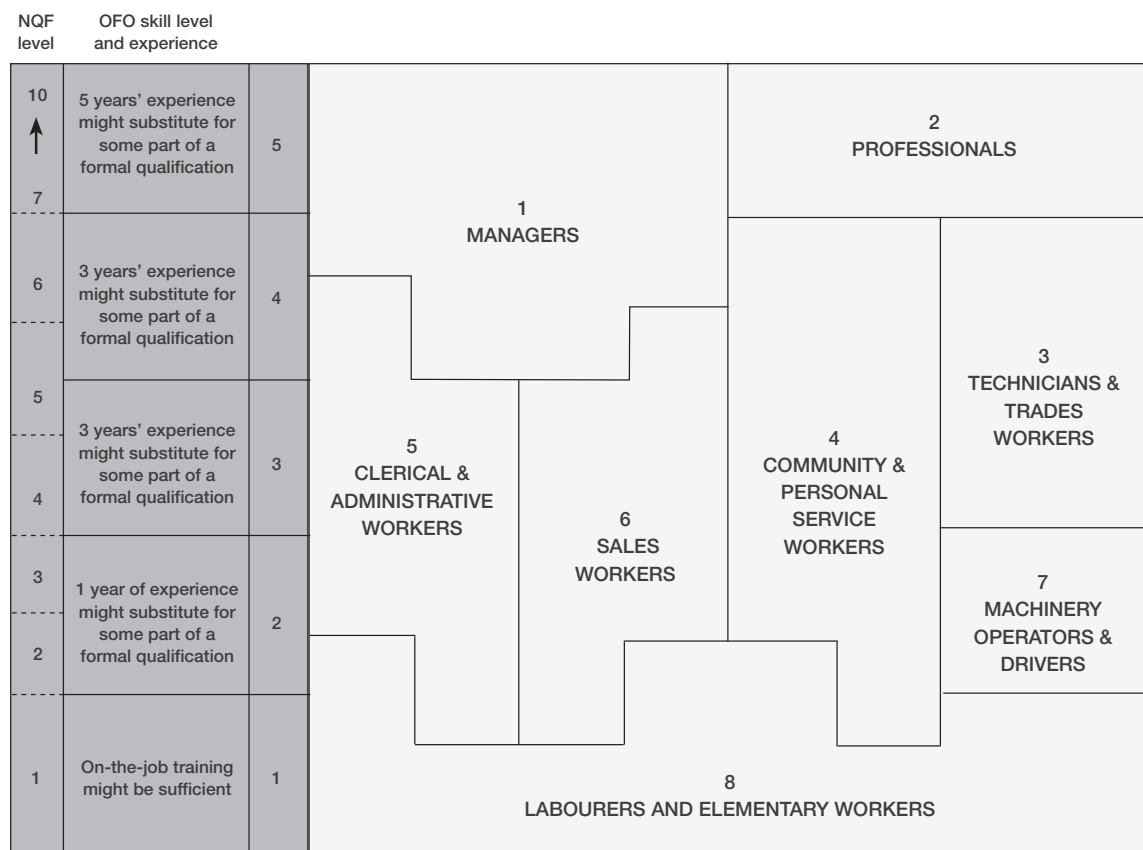 NQF
level
OFO skill level
and experience
10
7
6
5
4
3
2
1
5 years’ experience
might substitute for
some part of a
formal qualification
5
3 years’ experience
might substitute for
some part of a
formal qualification
4
3 years’ experience
might substitute for
some part of a
formal qualification
3
1 year of experience
might substitute for
some part of a
formal qualification
2
On-the-job training
might be sufficient
1
1
MANAGERS
2
PROFESSIONALS
3
TECHNICIANS &
TRADES
WORKERS
4
COMMUNITY &
PERSONAL
SERVICE
WORKERS
5
CLERICAL &
ADMINISTRATIVE
WORKERS
6
SALES
WORKERS
7
MACHINERY
OPERATORS &
DRIVERS
8
LABOURERS AND ELEMENTARY WORKERS